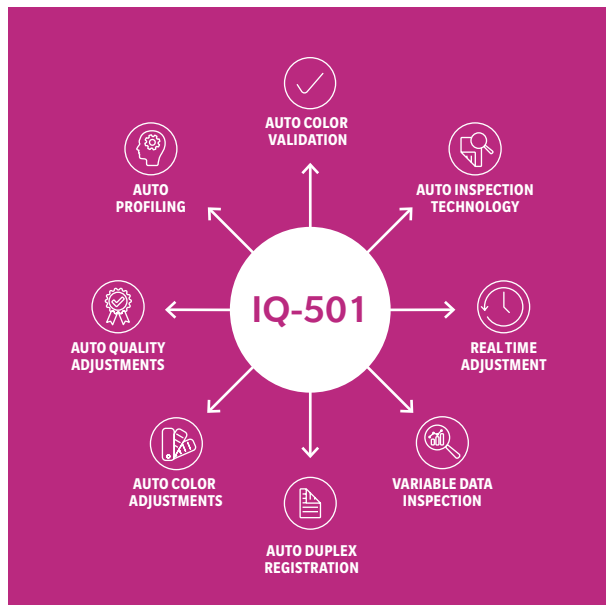 AUTO COLOR
VALIDATION
AUTO
PROFILING
AUTO INSPECTION
TECHNOLOGY
IQ-501
AUTO QUALITY
ADJUSTMENTS
REAL TIME
ADJUSTMENT
AUTO COLOR
ADJUSTMENTS
VARIABLE DATA
INSPECTION
AUTO DUPLEX
REGISTRATION